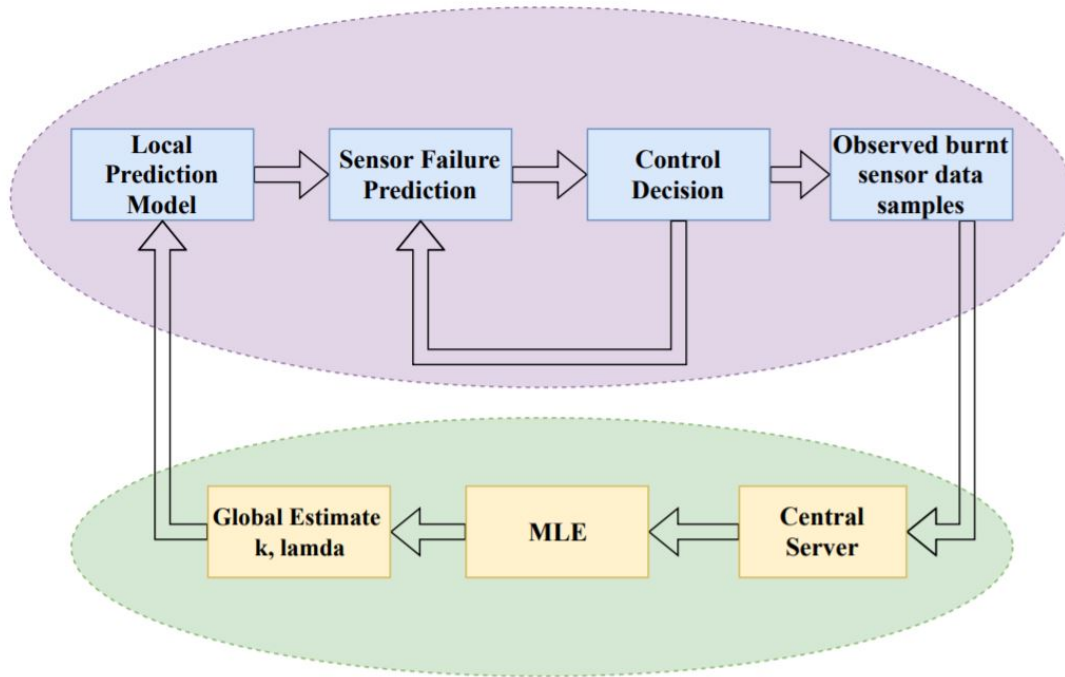 Local
Prediction
Model
Sensor Failure
Prediction
Control
Decision
Observed burnt
sensor data
samples
Global Estimate
k, lamda
MLE
Central
Server